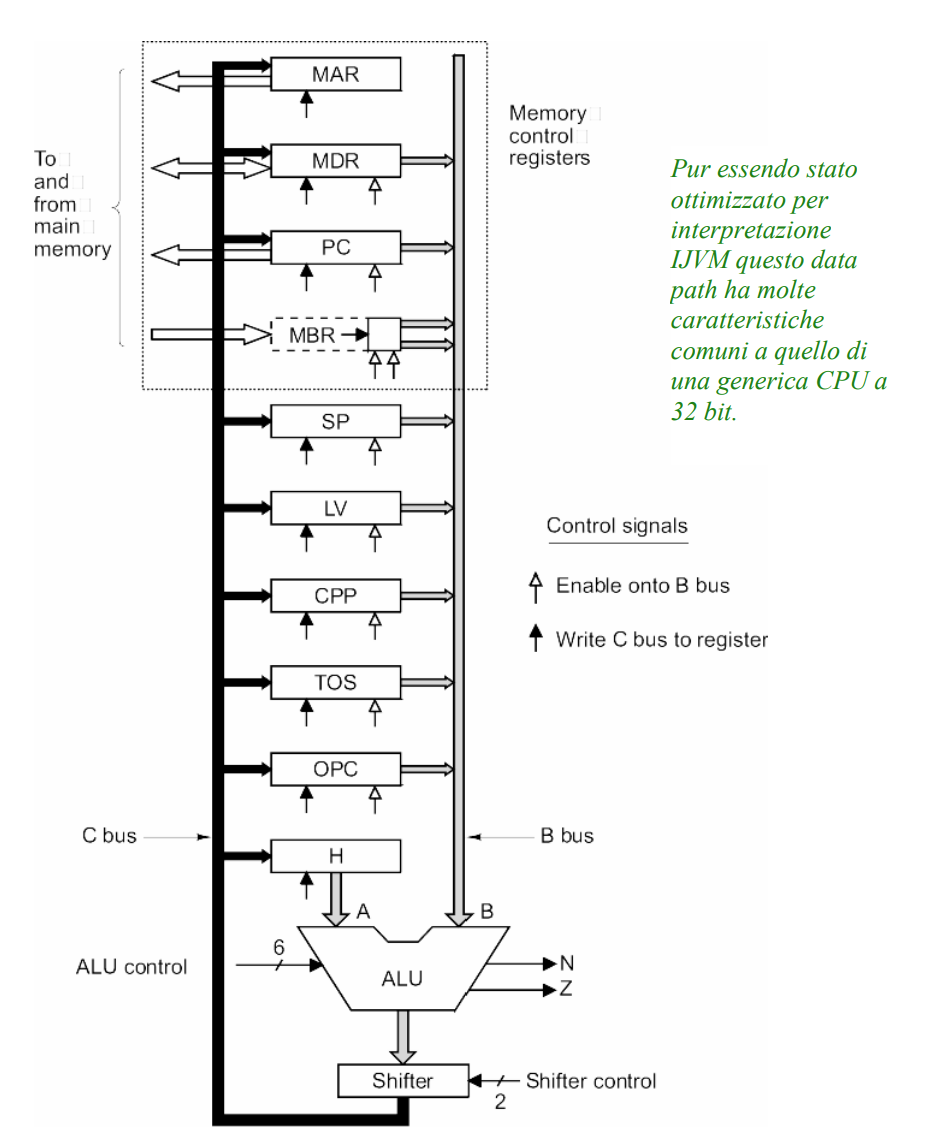 MAR
Memory
control
registers
To
and
from
main
memory
MDR
PC
MBR
Pur essendo stato
ottimizzato per
interpretazione
IJVM questo data
path ha molte
caratteristiche
comuni a quello di
una generica CPU a
32 bit.
SP
LV
Control signals
Enable onto B bus
CPP
Write C bus to register
TOS
OPC
C bus
B bus
H
A
B
6
ALU control
ALU
N
Z
Shifter
Shifter control
2